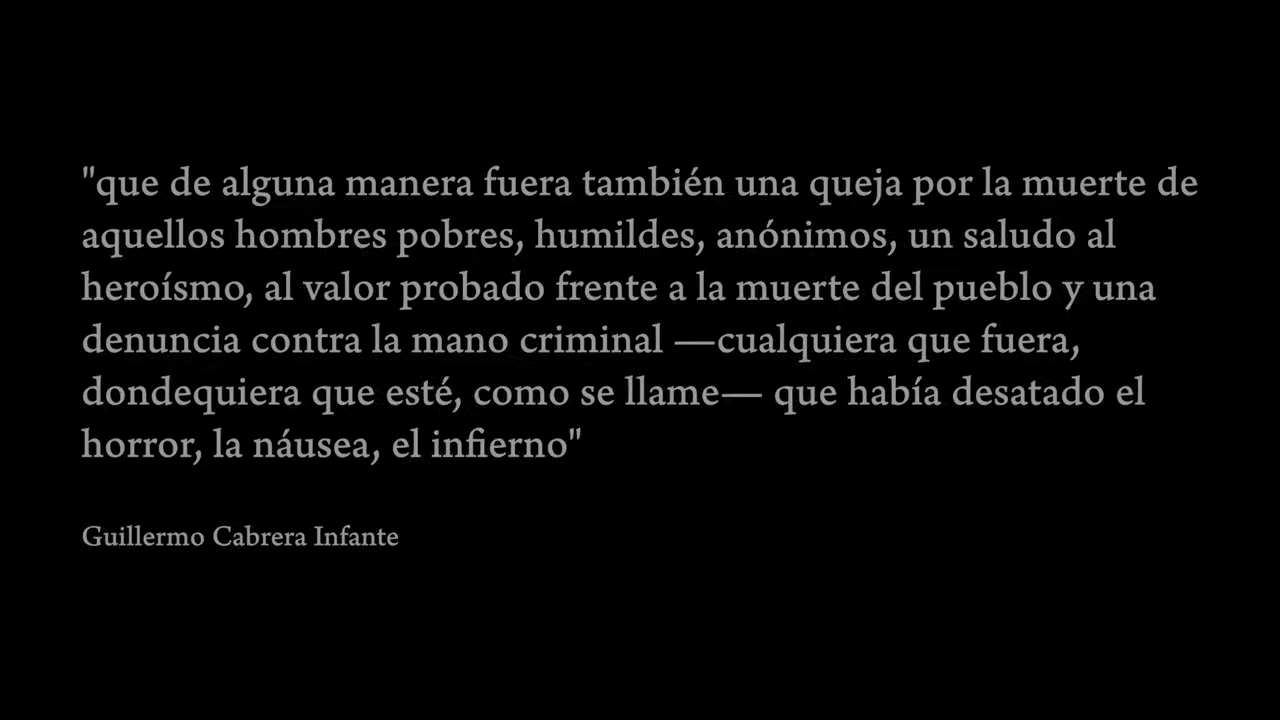 "que de alguna manera fuera también una queja por la muerte de
aquellos hombres pobres, humildes, anónimos, un saludo al
heroísmo, al valor probado frente a la muerte del pueblo y una
denuncia contra la mano criminal —cualquiera que fuera,
dondequiera que esté, como se llame— que había desatado el
horror, la náusea, el infierno"
Guillermo Cabrera Infante